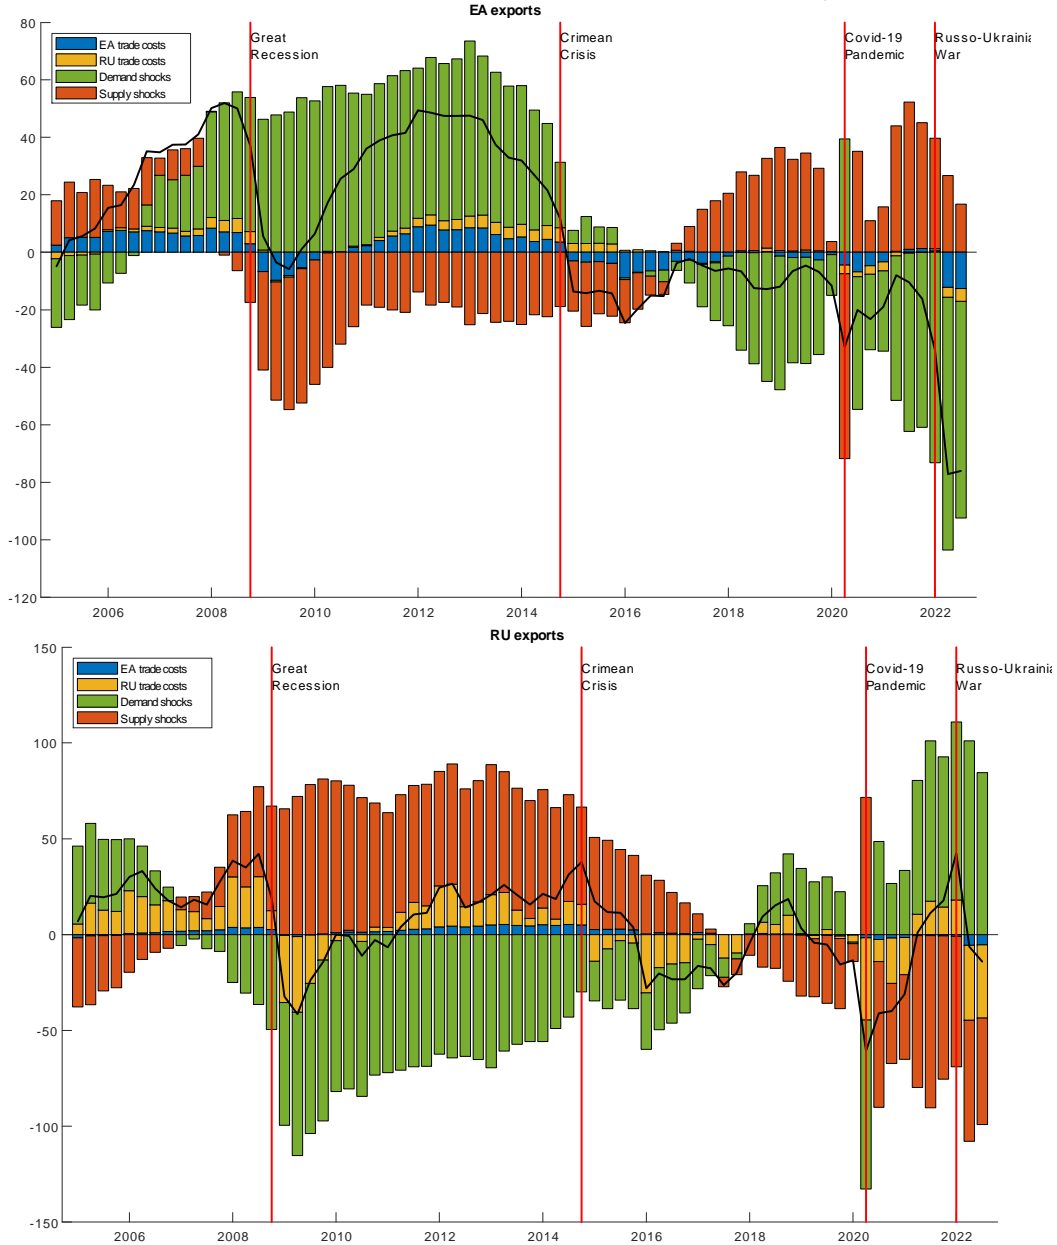 EA exports
80
60
40
20
0
-20
-40
-60
-80
-100
-120
EA trade costs
RU trade costs
Demand shocks
Supply shocks
Great
Recession
Crimean
Crisis
Covid-19
Pandemic
Russo-Ukrainia
War
2006 2008 2010 2012 2014 2016 2018 2020 2022
RU exports
150
100
50
0
-50
-100
-150
EA trade costs
RU trade costs
Demand shocks
Supply shocks
Great
Recession
Crimean
Crisis
Covid-19
Pandemic
Russo-Ukrainia
War
2006 2008 2010 2012 2014 2016 2018 2020 2022